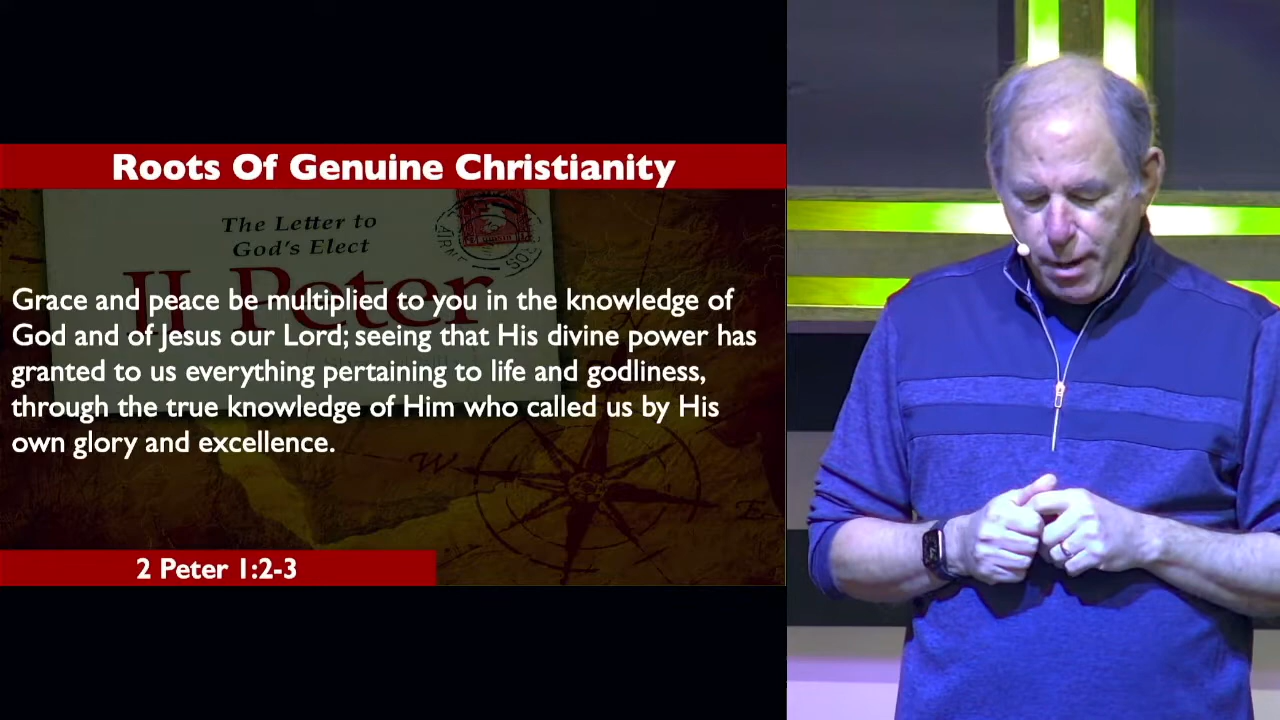 Roots Of Genuine Christianity
The Letter to
God's Elect
II Peter
Grace and peace be multiplied to you in the knowledge of
God and of Jesus our Lord; seeing that His divine power has
granted to us everything pertaining to life and godliness,
through the true knowledge of Him who called us by His
own glory and excellence.
W
E
2 Peter 1:2-3